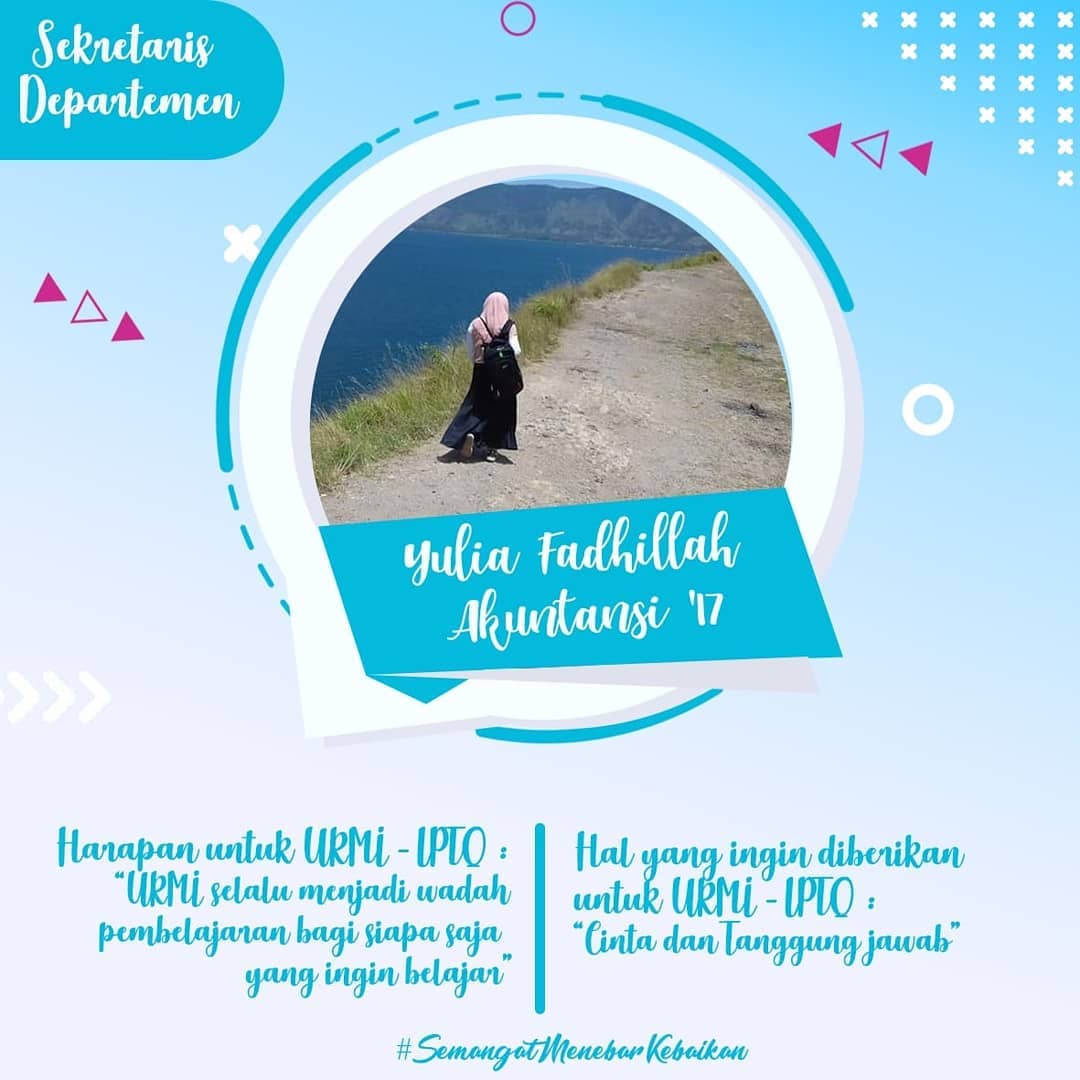 Sekretaris
Departemen
Yulia Fadhillah
Akuntansi '17
Harapan untuk URMI - LPTQ :
"URMI selalu menjadi wadah
pembelajaran bagi siapa saja
yang ingin belajar"
Hal yang ingin diberikan
untuk URMI - LPTQ :
"Cinta dan Tanggung jawab"
#SemangatMenebarKebaikan